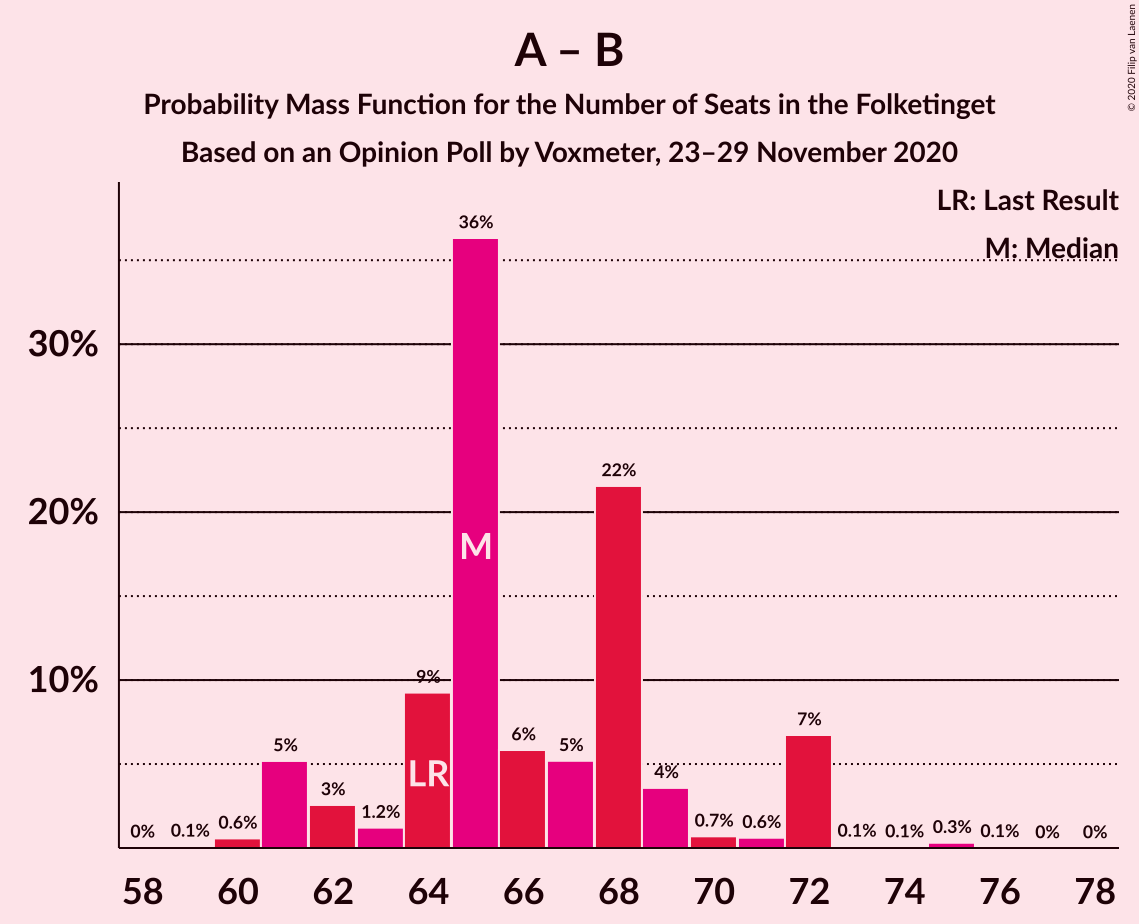 © 2020 Filip van Laenen
A – B
Probability Mass Function for the Number of Seats in the Folketinget
Based on an Opinion Poll by Voxmeter, 23–29 November 2020
LR: Last Result
M: Median
30%
20%
10%
0%
0.1%
0.6%
5%
3%
1.2%
9%
36%
6%
5%
22%
4%
0.7%
0.6%
7%
0.1%
0.1%
0.3%
0.1%
0%
0%
LR
M
58 60 62 64 66 68 70 72 74 76 78